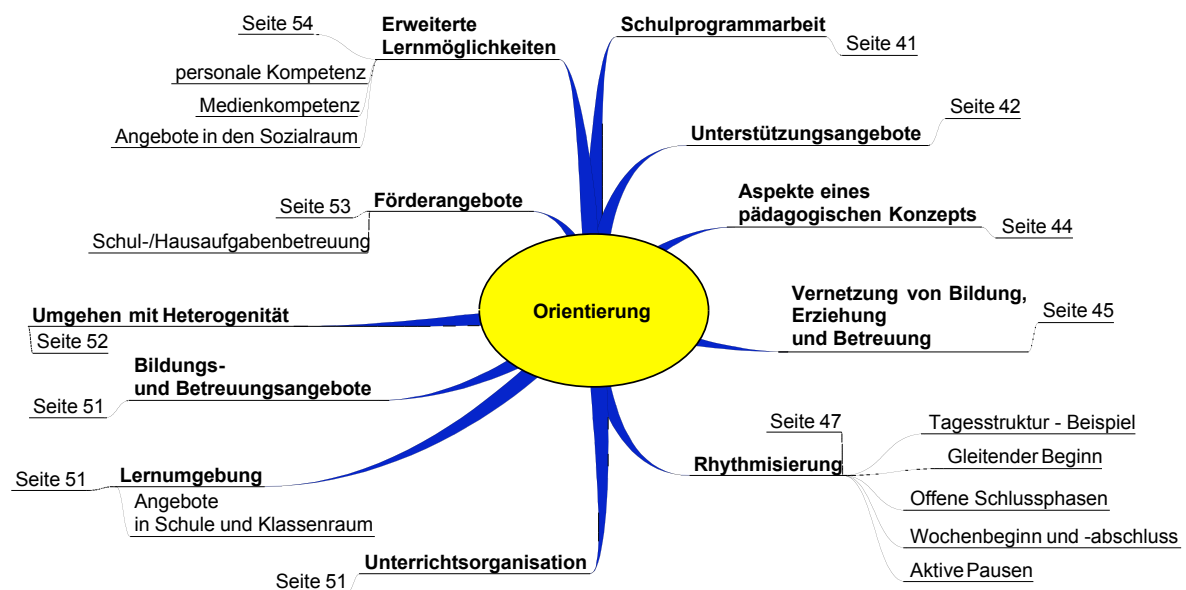 Orientierung
Schulprogrammarbeit
Seite 41
Unterstützungsangebote
Seite 42
Aspekte eines
pädagogischen Konzepts
Seite 44
Vernetzung von Bildung,
Erziehung
und Betreuung
Seite 45
Rhythmisierung
Seite 47
Tagesstruktur - Beispiel
Gleitender Beginn
Offene Schlussphasen
Wochenbeginn und -abschluss
Aktive Pausen
Unterrichtsorganisation
Seite 51
Lernumgebung
Seite 51
Angebote
in Schule und Klassenraum
Bildungs-
und Betreuungsangebote
Seite 51
Umgehen mit Heterogenität
Seite 52
Förderangebote
Seite 53
Schul-/Hausaufgabenbetreuung
Erweiterte
Lernmöglichkeiten
Seite 54
personale Kompetenz
Medienkompetenz
Angebote in den Sozialraum